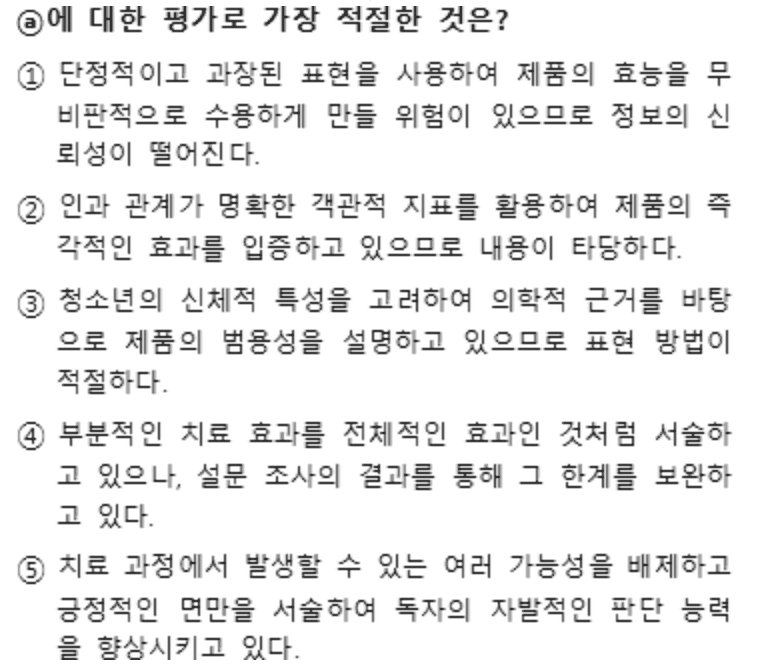 ⓐ에 대한 평가로 가장 적절한 것은?
① 단정적이고 과장된 표현을 사용하여 제품의 효능을 무
비판적으로 수용하게 만들 위험이 있으므로 정보의 신
뢰성이 떨어진다.
② 인과 관계가 명확한 객관적 지표를 활용하여 제품의 즉
각적인 효과를 입증하고 있으므로 내용이 타당하다.
③ 청소년의 신체적 특성을 고려하여 의학적 근거를 바탕
으로 제품의 범용성을 설명하고 있으므로 표현 방법이
적절하다.
④ 부분적인 치료 효과를 전체적인 효과인 것처럼 서술하
고 있으나, 설문 조사의 결과를 통해 그 한계를 보완하
고 있다.
⑤ 치료 과정에서 발생할 수 있는 여러 가능성을 배제하고
긍정적인 면만을 서술하여 독자의 자발적인 판단 능력
을 향상시키고 있다.